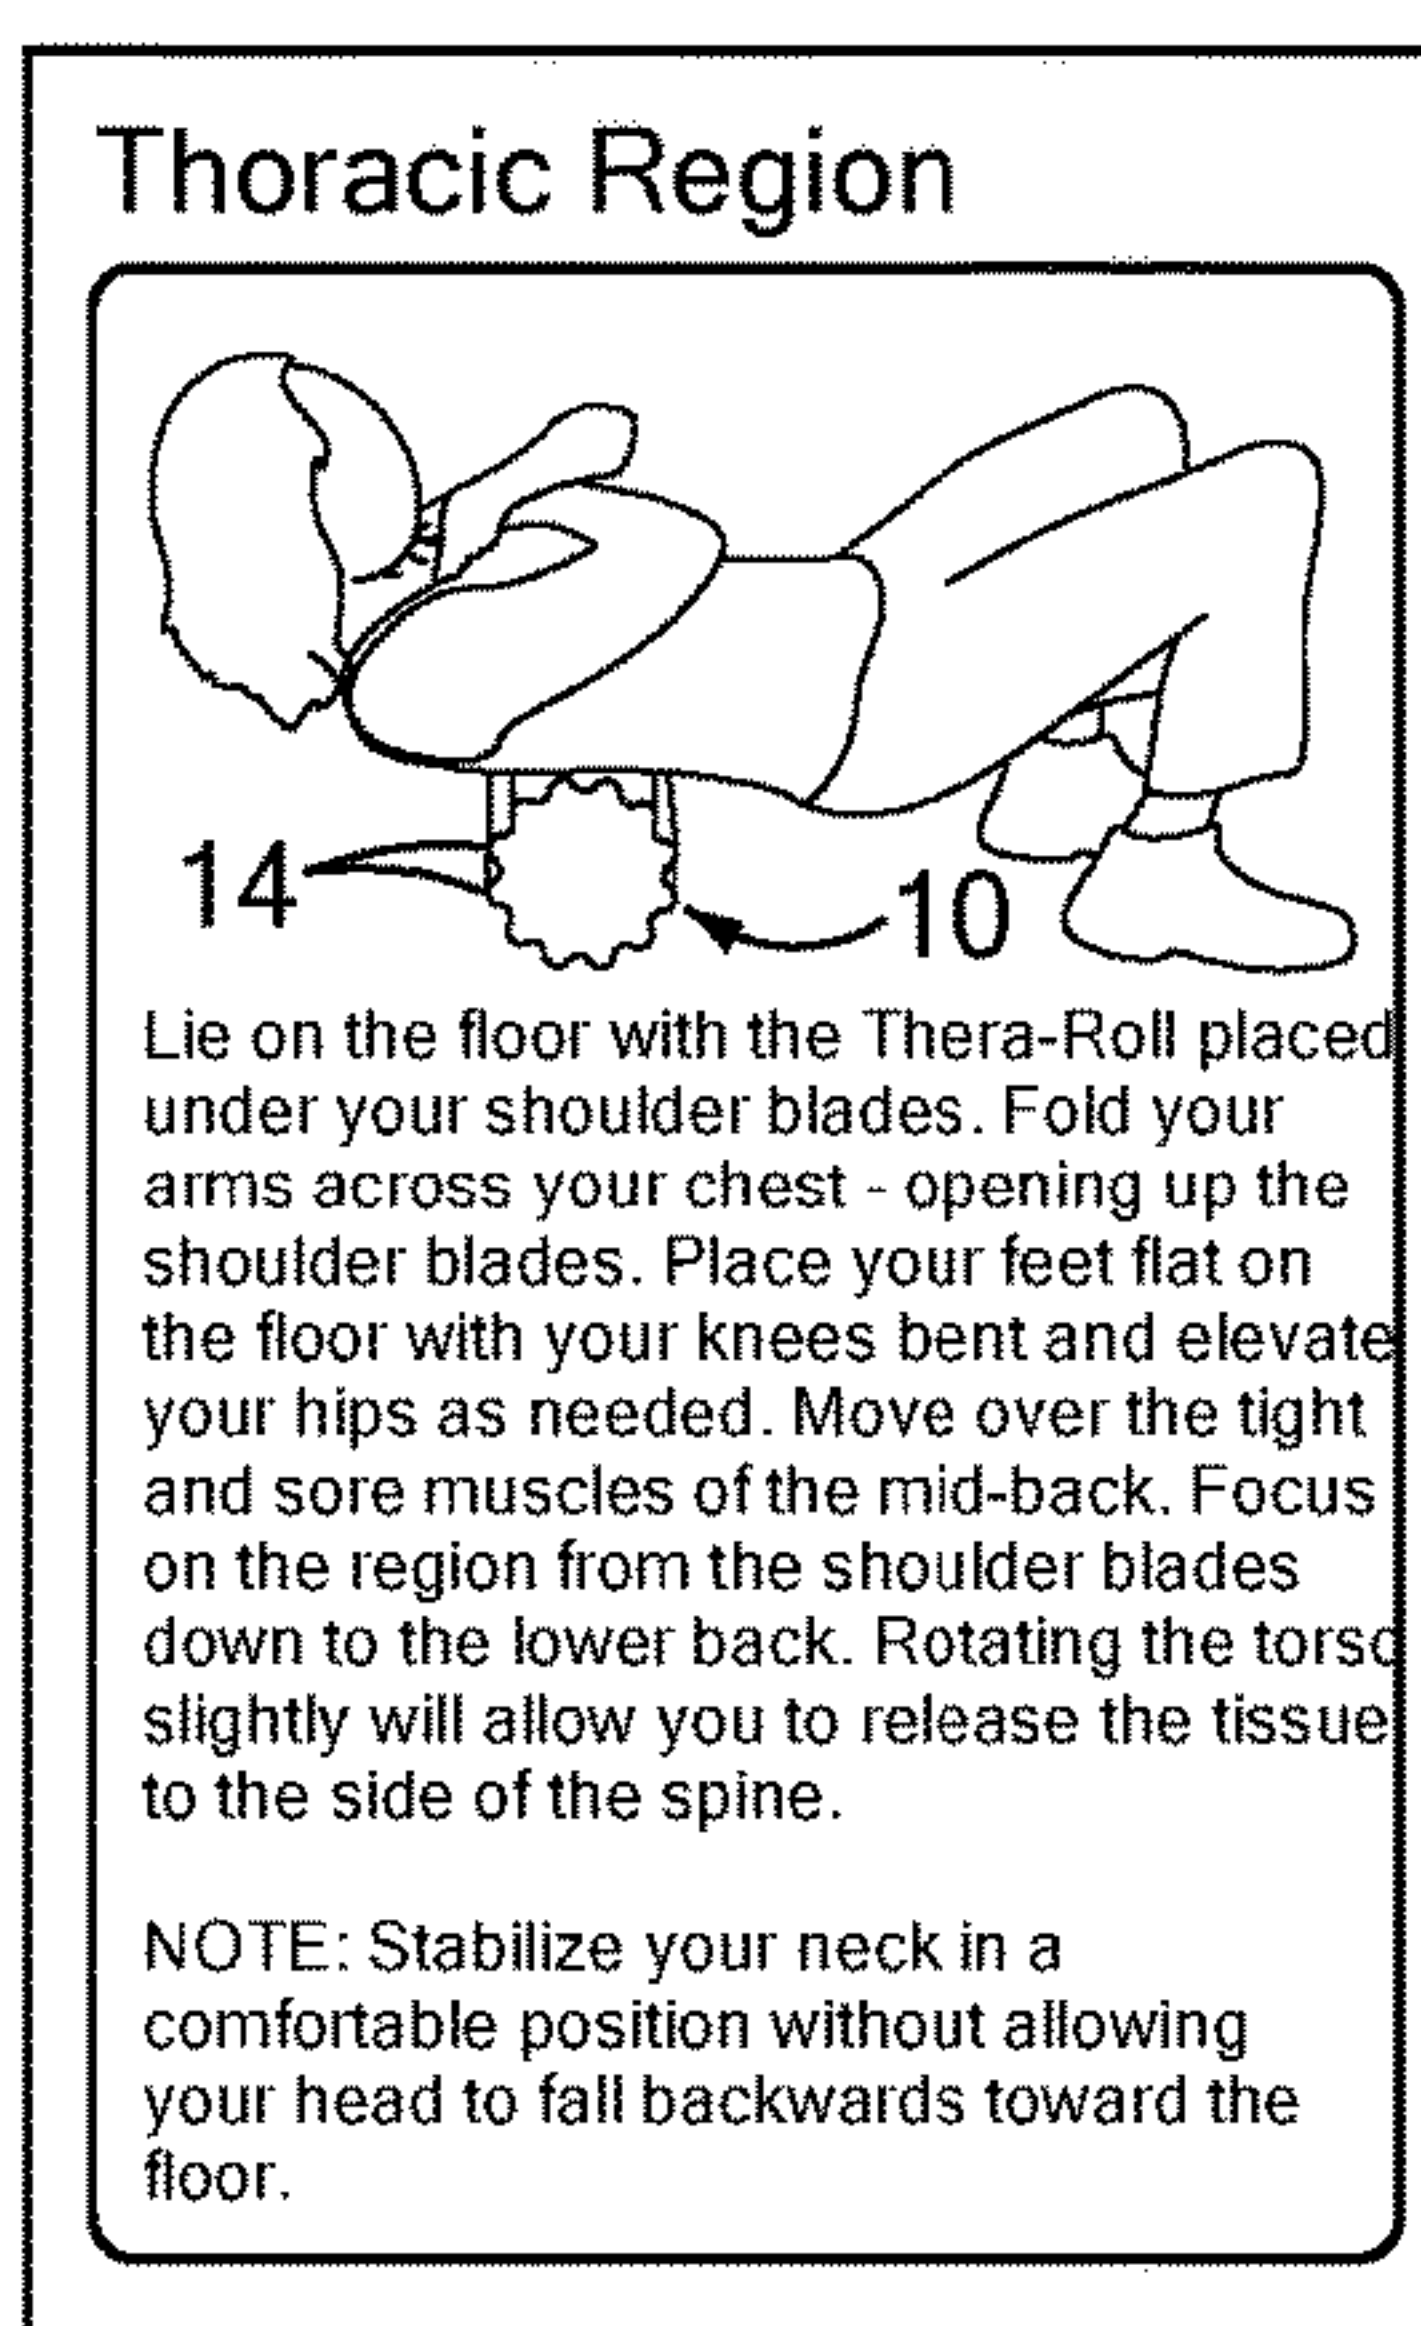 Thoracic Region
14
10
Lie on the floor with the Thera-Roll placed
under your shoulder blades. Fold your
arms across your chest - opening up the
shoulder blades. Place your feet flat on
the floor with your knees bent and elevate
your hips as needed. Move over the tight
and sore muscles of the mid-back. Focus
on the region from the shoulder blades
down to the lower back. Rotating the torso
slightly will allow you to release the tissue
to the side of the spine.
NOTE: Stabilize your neck in a
comfortable position without allowing
your head to fall backwards toward the
floor.